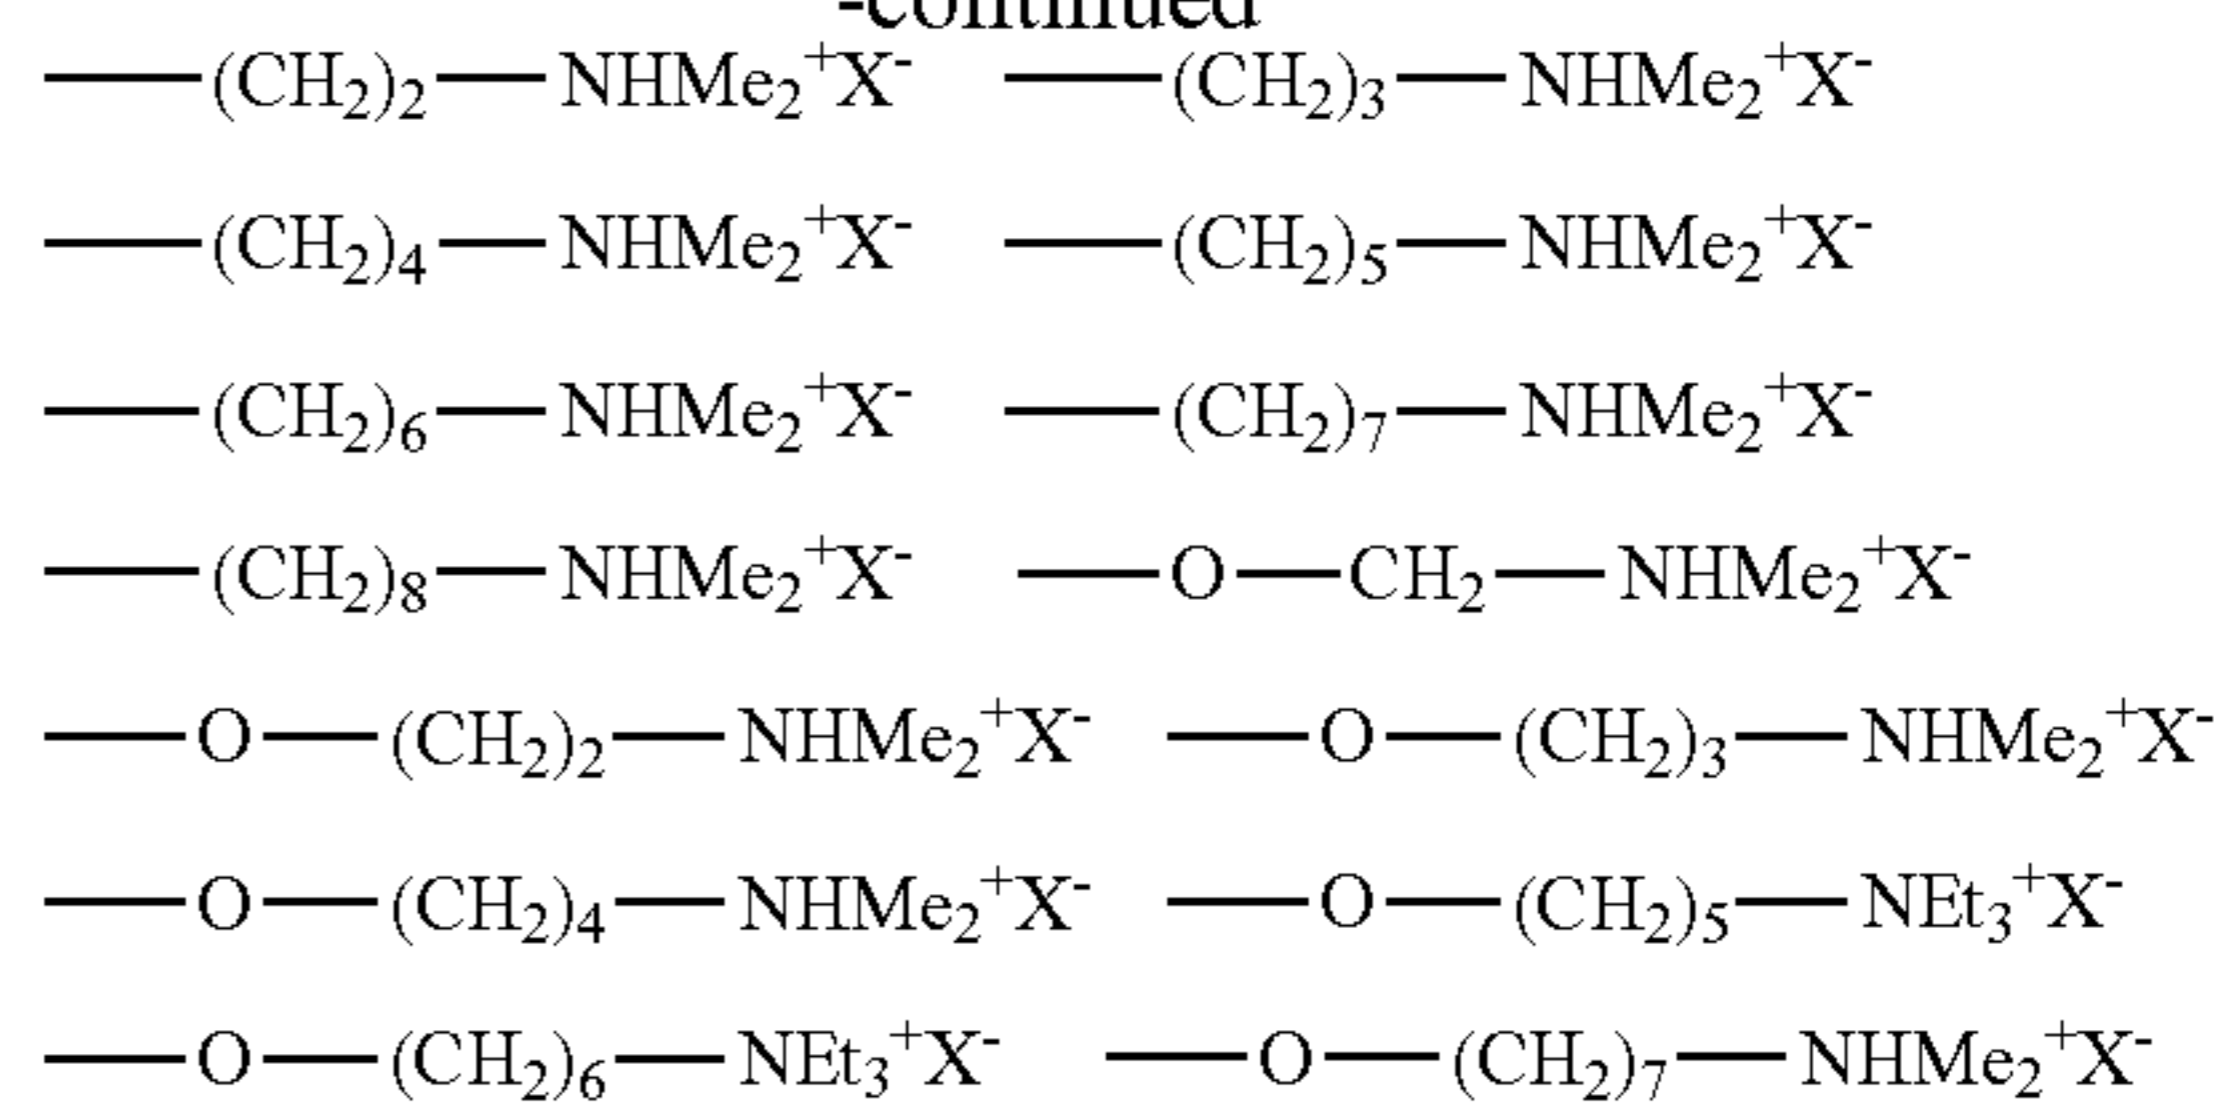 -continued
—(CH₂)₂—NHMe₂⁺X⁻ —(CH₂)₃—NHMe₂⁺X⁻
—(CH₂)₄—NHMe₂⁺X⁻ —(CH₂)₅—NHMe₂⁺X⁻
—(CH₂)₆—NHMe₂⁺X⁻ —(CH₂)₇—NHMe₂⁺X⁻
—(CH₂)₈—NHMe₂⁺X⁻ —O—CH₂—NHMe₂⁺X⁻
—O—(CH₂)₂—NHMe₂⁺X⁻ —O—(CH₂)₃—NHMe₂⁺X⁻
—O—(CH₂)₄—NHMe₂⁺X⁻ —O—(CH₂)₅—NEt₃⁺X⁻
—O—(CH₂)₆—NEt₃⁺X⁻ —O—(CH₂)₇—NHMe₂⁺X⁻